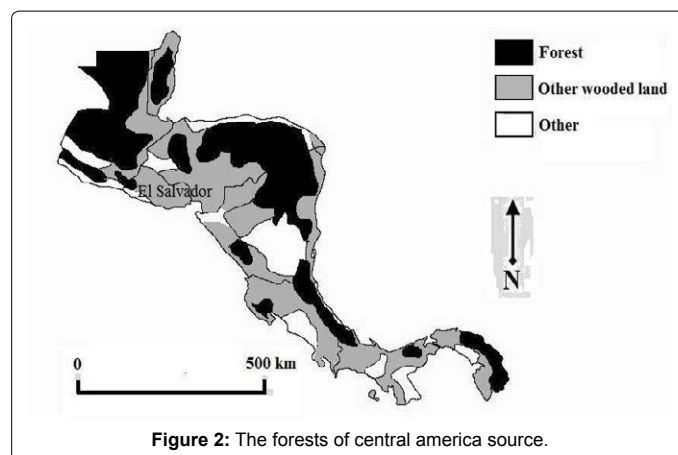 Forest
Other wooded land
Other
El Salvador
N
0 500 km
Figure 2: The forests of central america source.